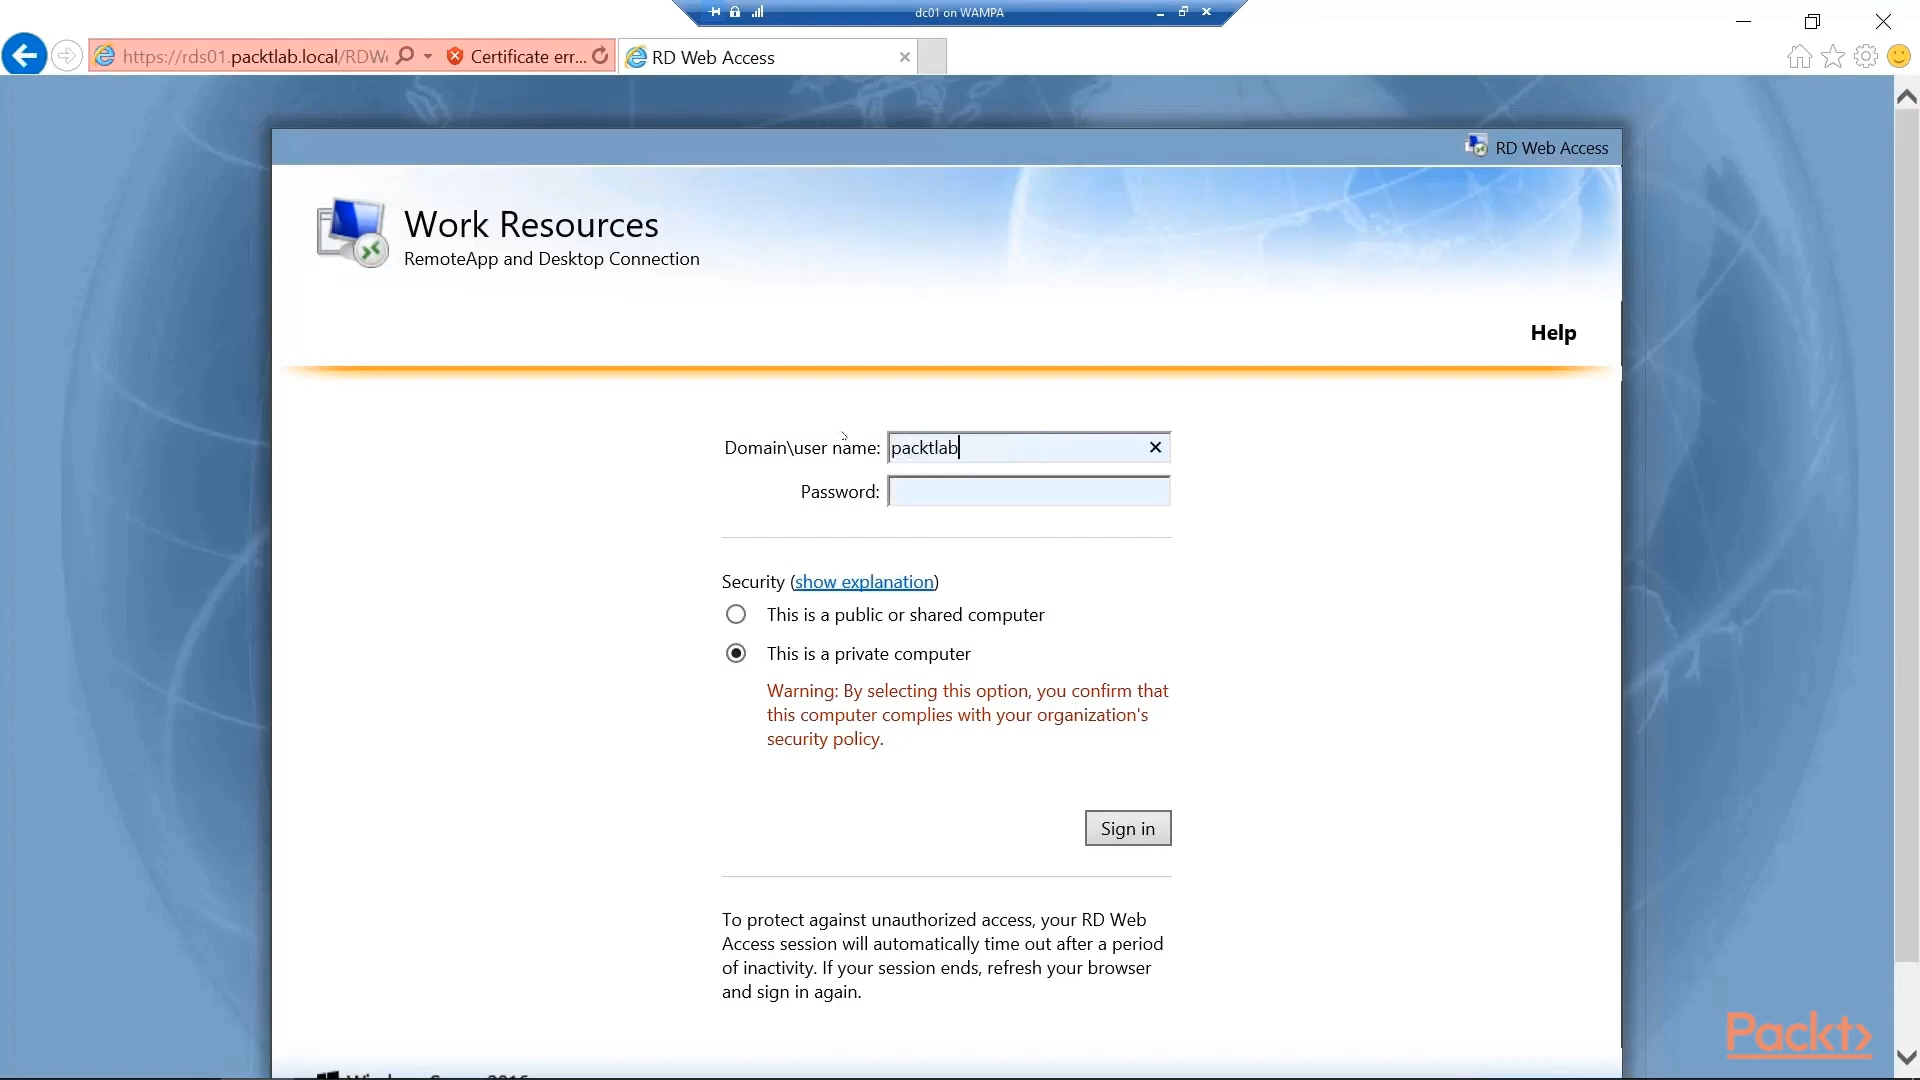 dc01 on WAMPA
https://rds01.packtlab.local/RDW
Certificate err...
RD Web Access
RD Web Access
Work Resources
RemoteApp and Desktop Connection
Help
Domain\user name: packtlab
Password:
Security (show explanation)
This is a public or shared computer
This is a private computer
Warning: By selecting this option, you confirm that
this computer complies with your organization's
security policy.
Sign in
To protect against unauthorized access, your RD Web
Access session will automatically time out after a period
of inactivity. If your session ends, refresh your browser
and sign in again.
Packt>